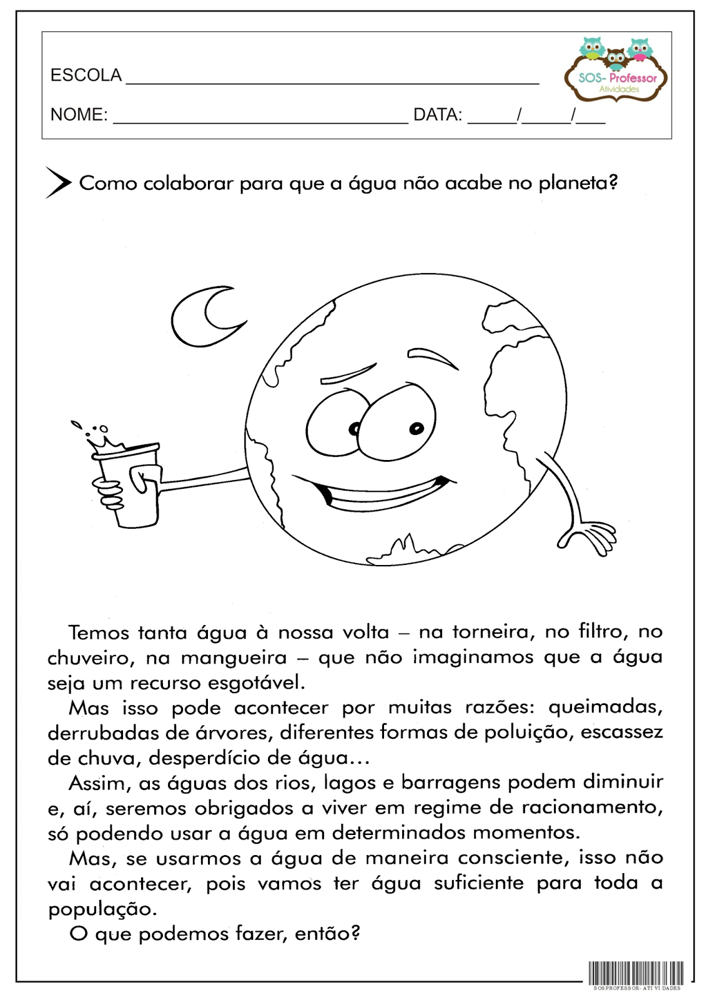 ESCOLA
SOS- Professor
Atividades
NOME: DATA: / /
Como colaborar para que a água não acabe no planeta?
Temos tanta água à nossa volta – na torneira, no filtro, no
chuveiro, na mangueira – que não imaginamos que a água
seja um recurso esgotável.
Mas isso pode acontecer por muitas razões: queimadas,
derrubadas de árvores, diferentes formas de poluição, escassez
de chuva, desperdício de água...
Assim, as águas dos rios, lagos e barragens podem diminuir
e, aí, seremos obrigados a viver em regime de racionamento,
só podendo usar a água em determinados momentos.
Mas, se usarmos a água de maneira consciente, isso não
vai acontecer, pois vamos ter água suficiente para toda a
população.
O que podemos fazer, então?
SOSPROFESSOR-ATIVIDADES